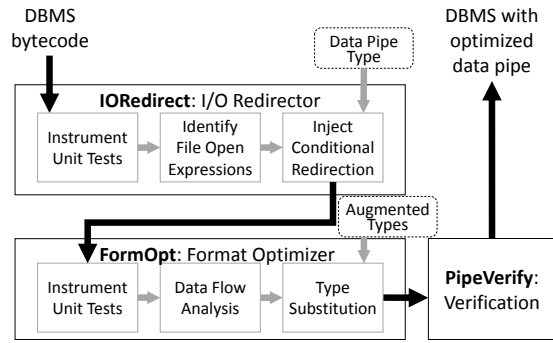 DBMS
bytecode
DBMS with
optimized
data pipe
Data Pipe
Type
IORedirect: I/O Redirector
Instrument
Unit Tests
Identify
File Open
Expressions
Inject
Conditional
Redirection
Augmented
Types
FormOpt: Format Optimizer
Instrument
Unit Tests
Data Flow
Analysis
Type
Substitution
PipeVerify:
Verification